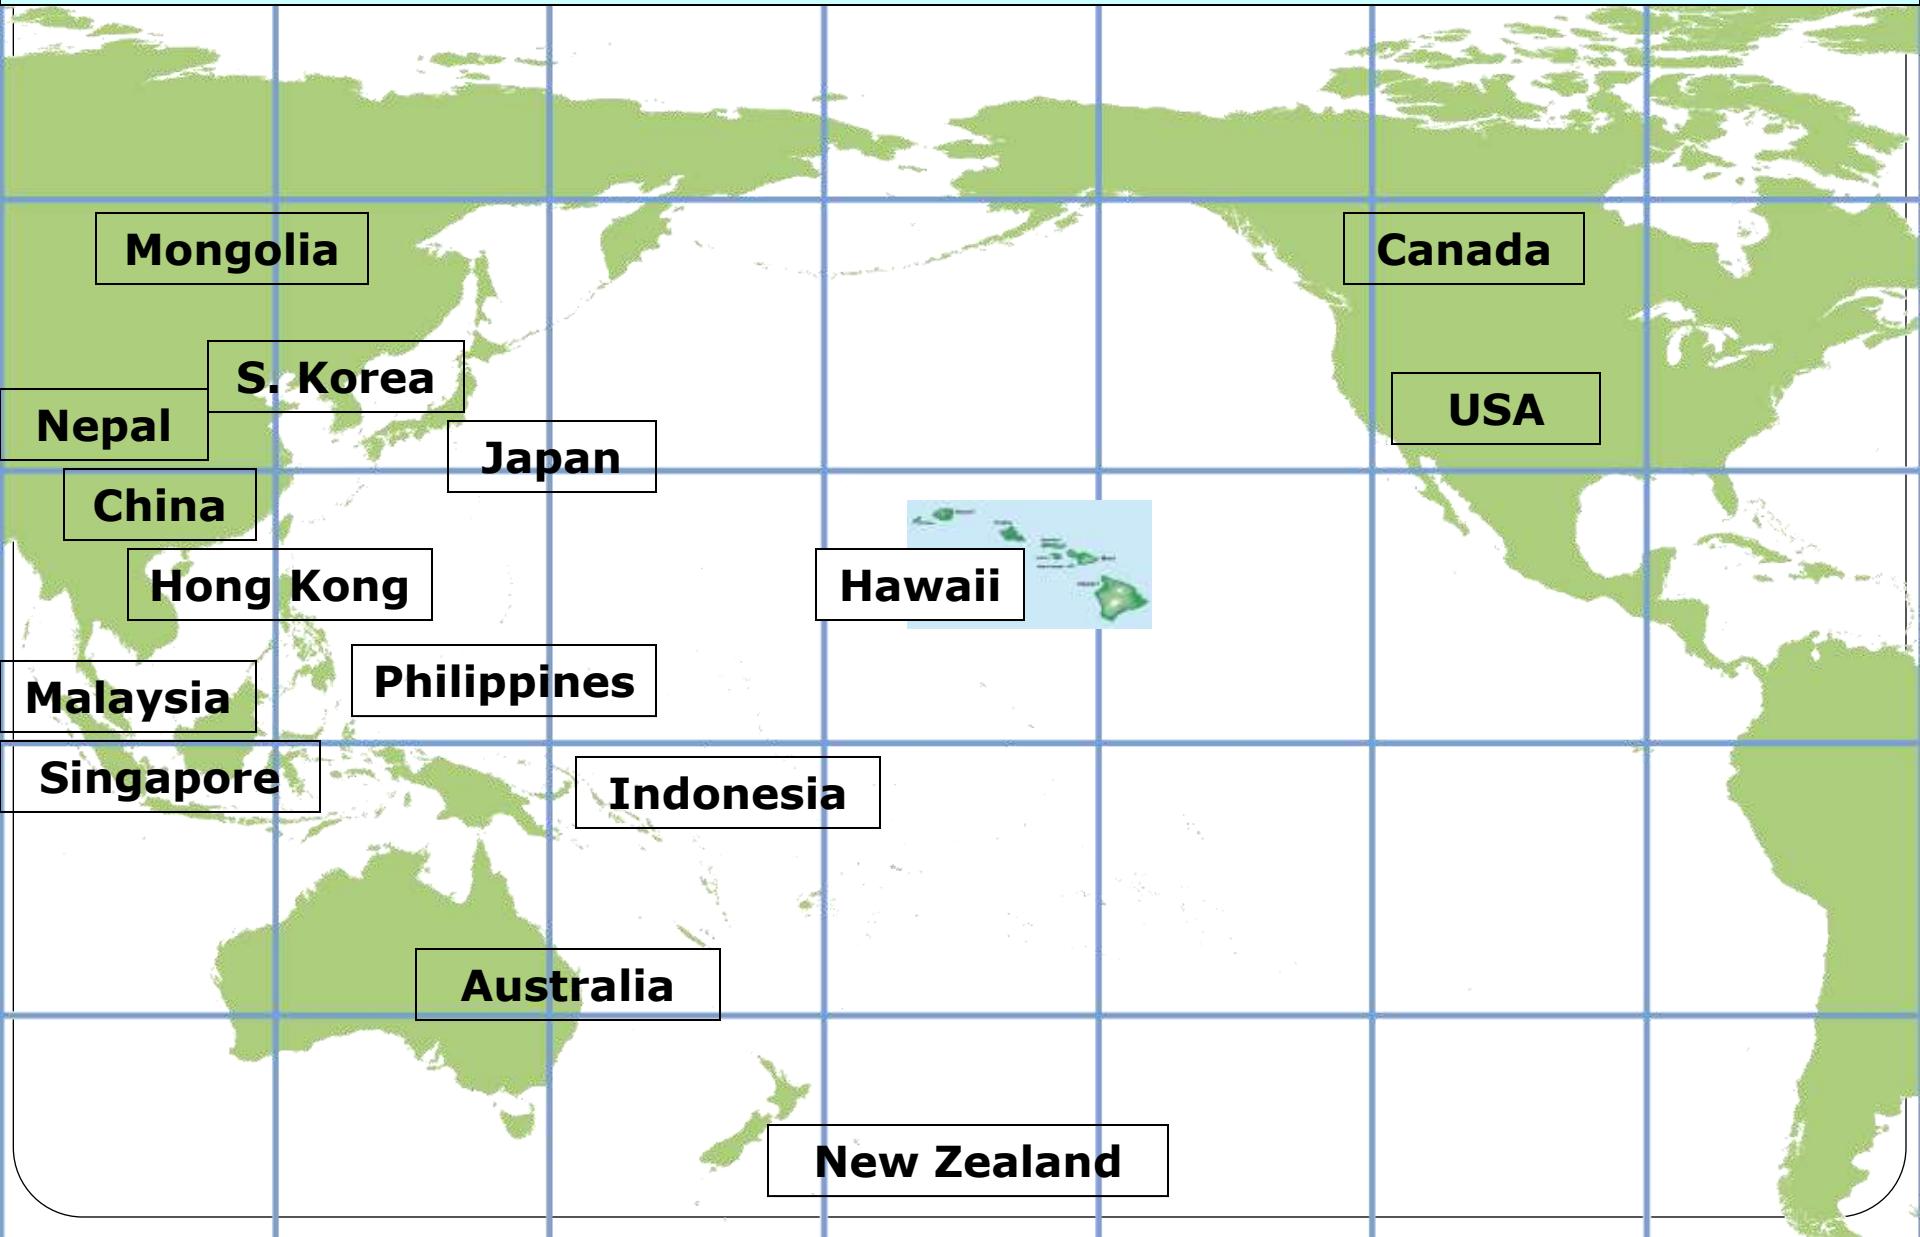 Mongolia
Canada
S. Korea
USA
Nepal
Japan
China
Hong Kong
Hawaii
Philippines
Malaysia
Singapore
Indonesia
Australia
New Zealand